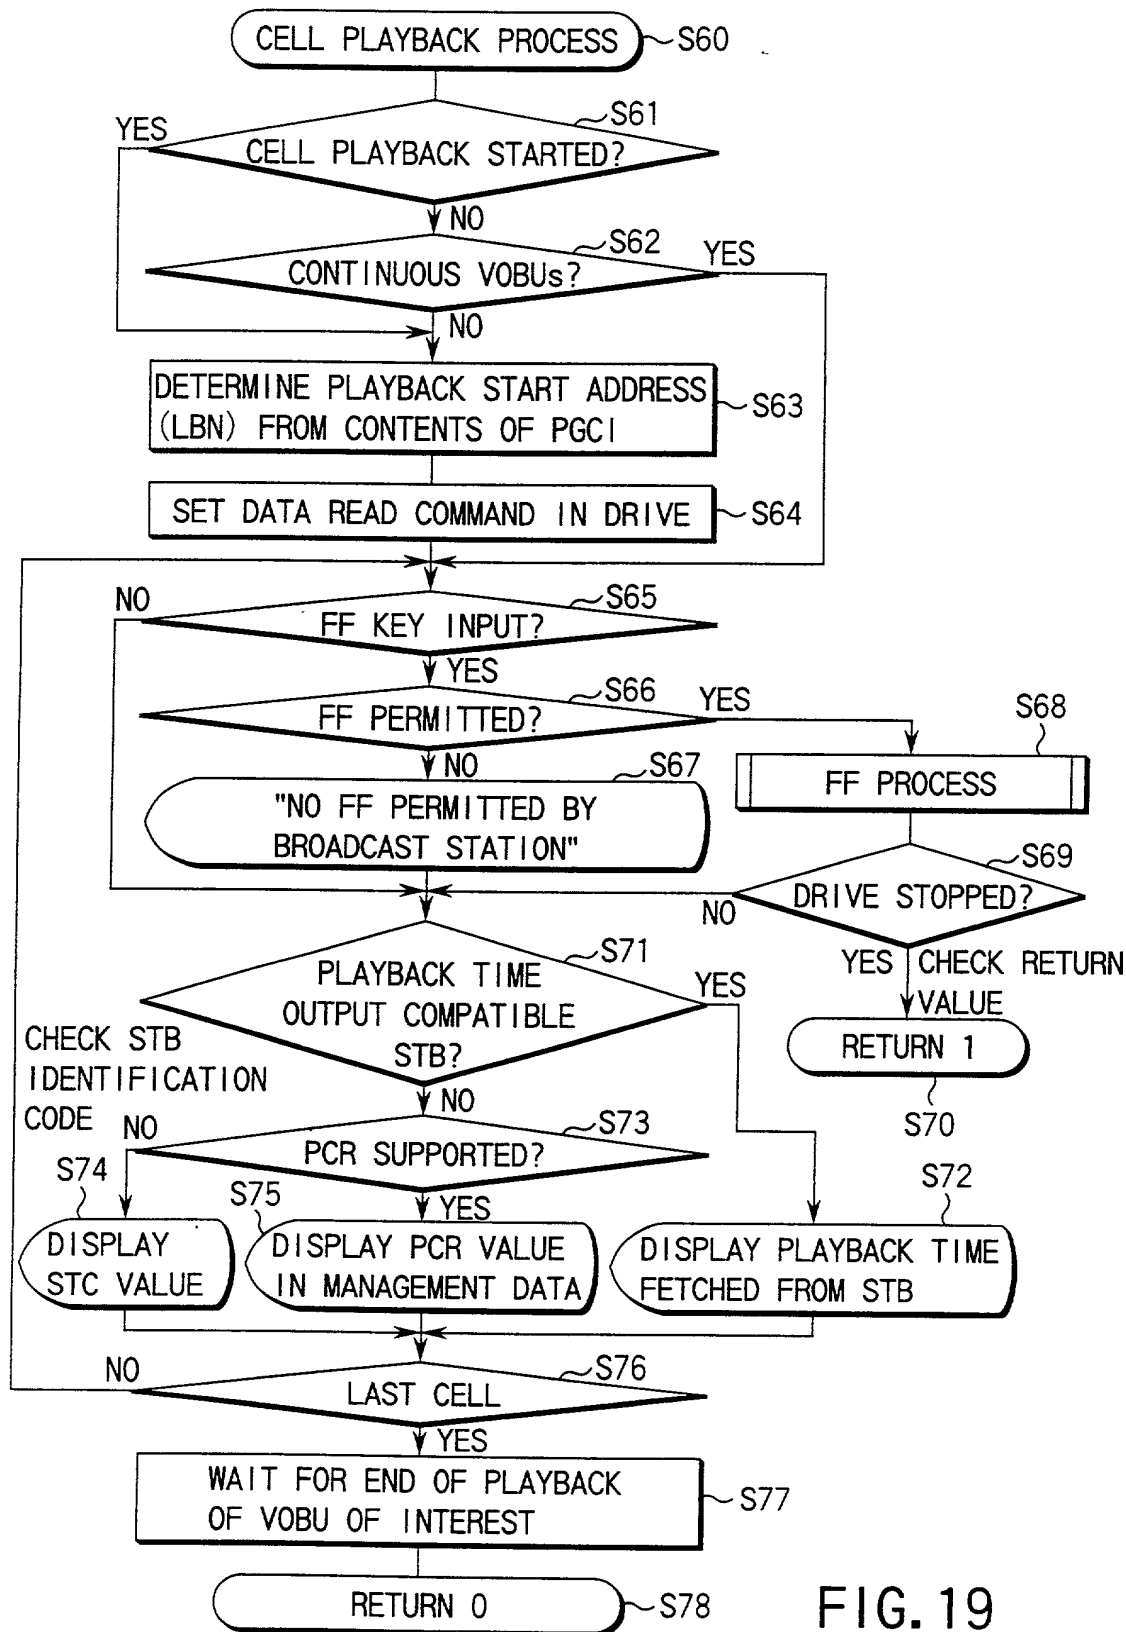 CELL PLAYBACK PROCESS
S60
S61
YES
CELL PLAYBACK STARTED?
NO
S62
YES
CONTINUOUS VOBUs?
NO
DETERMINE PLAYBACK START ADDRESS
(LBN) FROM CONTENTS OF PGCI
S63
SET DATA READ COMMAND IN DRIVE
S64
NO
S65
FF KEY INPUT?
YES
S66
YES
FF PERMITTED?
S68
NO
S67
FF PROCESS
"NO FF PERMITTED BY
BROADCAST STATION"
S69
DRIVE STOPPED?
NO
YES
CHECK RETURN
VALUE
RETURN 1
S70
S71
PLAYBACK TIME
OUTPUT COMPATIBLE
STB?
YES
CHECK STB
IDENTIFICATION
CODE
NO
NO
S73
PCR SUPPORTED?
S74
S75
YES
S72
DISPLAY
STC VALUE
DISPLAY PCR VALUE
IN MANAGEMENT DATA
DISPLAY PLAYBACK TIME
FETCHED FROM STB
NO
S76
LAST CELL
YES
WAIT FOR END OF PLAYBACK
OF VOBU OF INTEREST
S77
RETURN 0
S78
FIG. 19